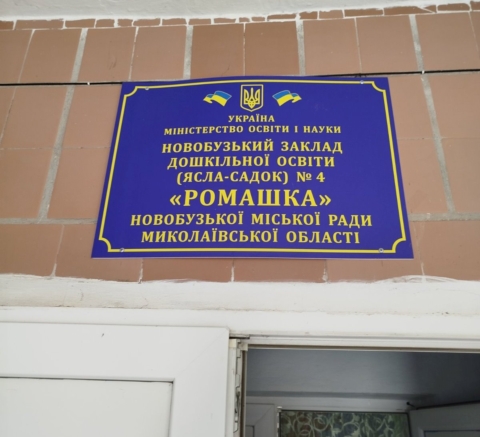 УКРАЇНА
МІНІСТЕРСТВО ОСВІТИ І НАУКИ
НОВОБУЗЬКИЙ ЗАКЛАД
ДОШКІЛЬНОЇ ОСВІТИ
(ЯСЛА-САДОК) № 4
«РОМАШКА»
НОВОБУЗЬКОЇ МІСЬКОЇ РАДИ
МИКОЛАЇВСЬКОЇ ОБЛАСТІ